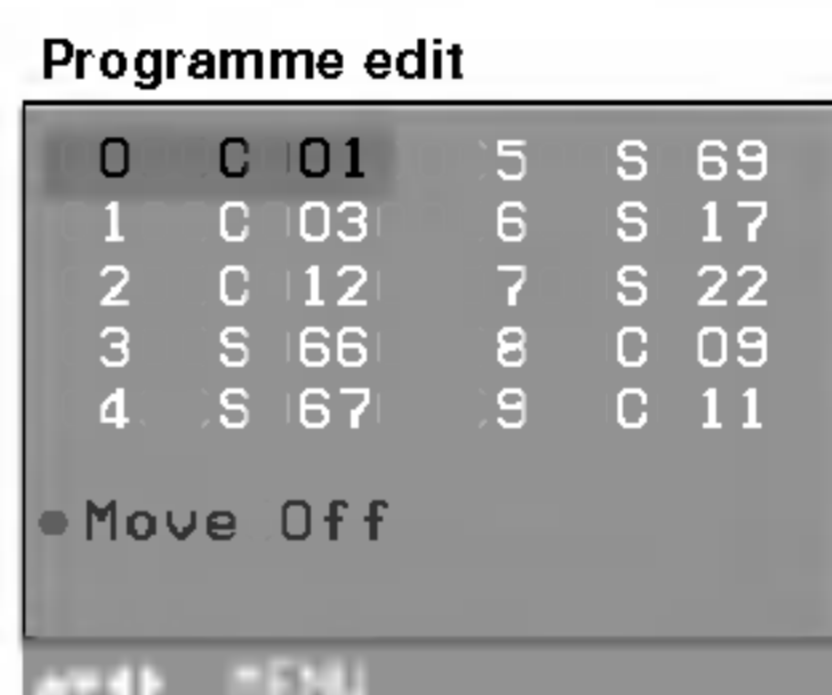 Programme edit
0 C 01 5 S 69
1 C 03 6 S 17
2 C 12 7 S 22
3 S 66 8 C 09
4 S 67 9 C 11
Move Off
MENU